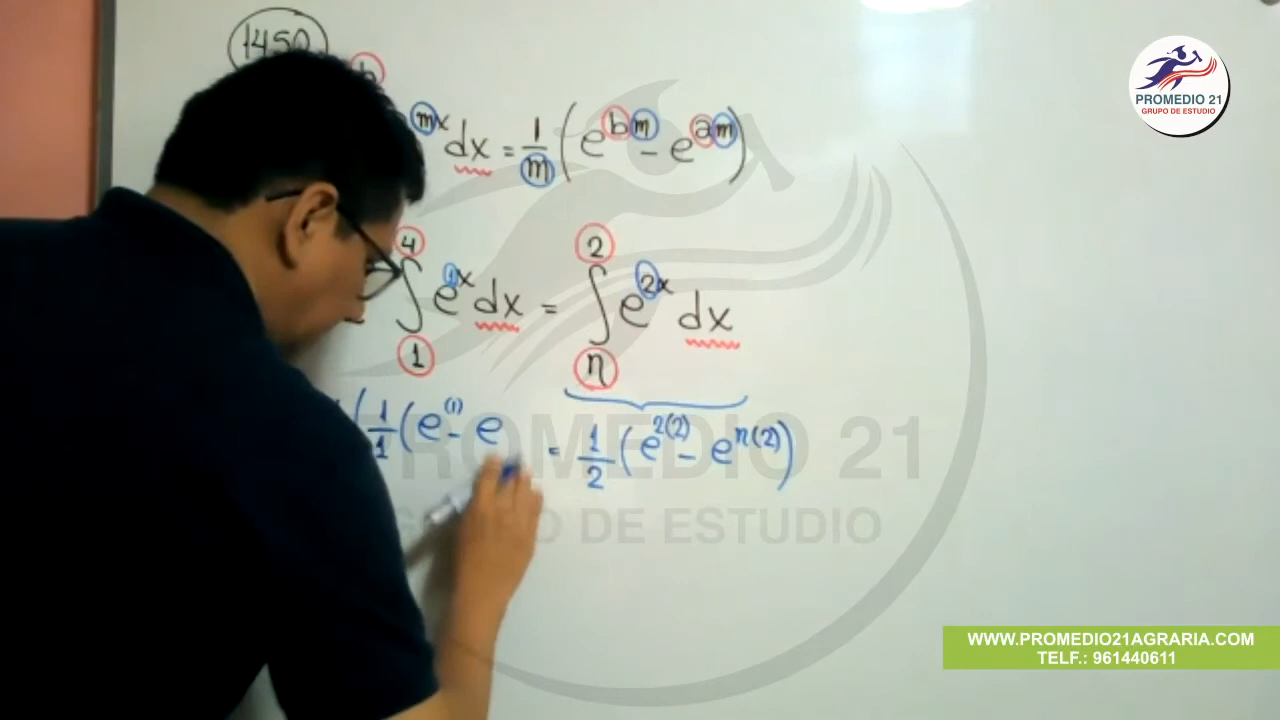 1450
b
mx dx = 1/m (e^bm - e^am)
4 2
∫ e^1x dx = ∫ e^2x dx
1 n
( 1/1 (e^(1) - e = 1/2 (e^2(2) - e^n(2))
PROMEDIO 21
GRUPO DE ESTUDIO
PROMEDIO 21
GRUPO DE ESTUDIO
WWW.PROMEDIO21AGRARIA.COM
TELF.: 961440611